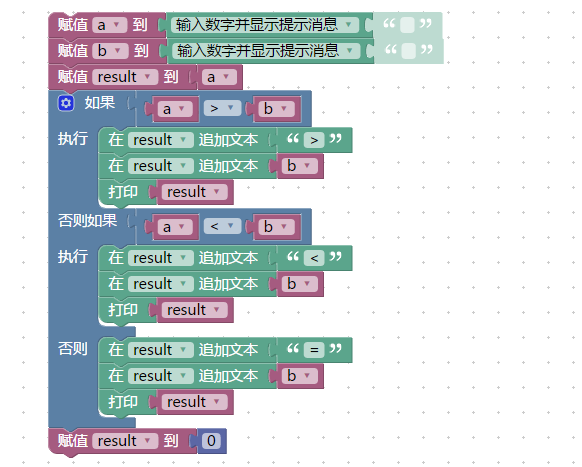 赋值 a 到 输入数字并显示提示消息 “ ”
赋值 b 到 输入数字并显示提示消息 “ ”
赋值 result 到 a
如果 a > b
执行 在 result 追加文本 “ > ”
在 result 追加文本 b
打印 result
否则如果 a < b
执行 在 result 追加文本 “ < ”
在 result 追加文本 b
打印 result
否则 在 result 追加文本 “ = ”
在 result 追加文本 b
打印 result
赋值 result 到 0